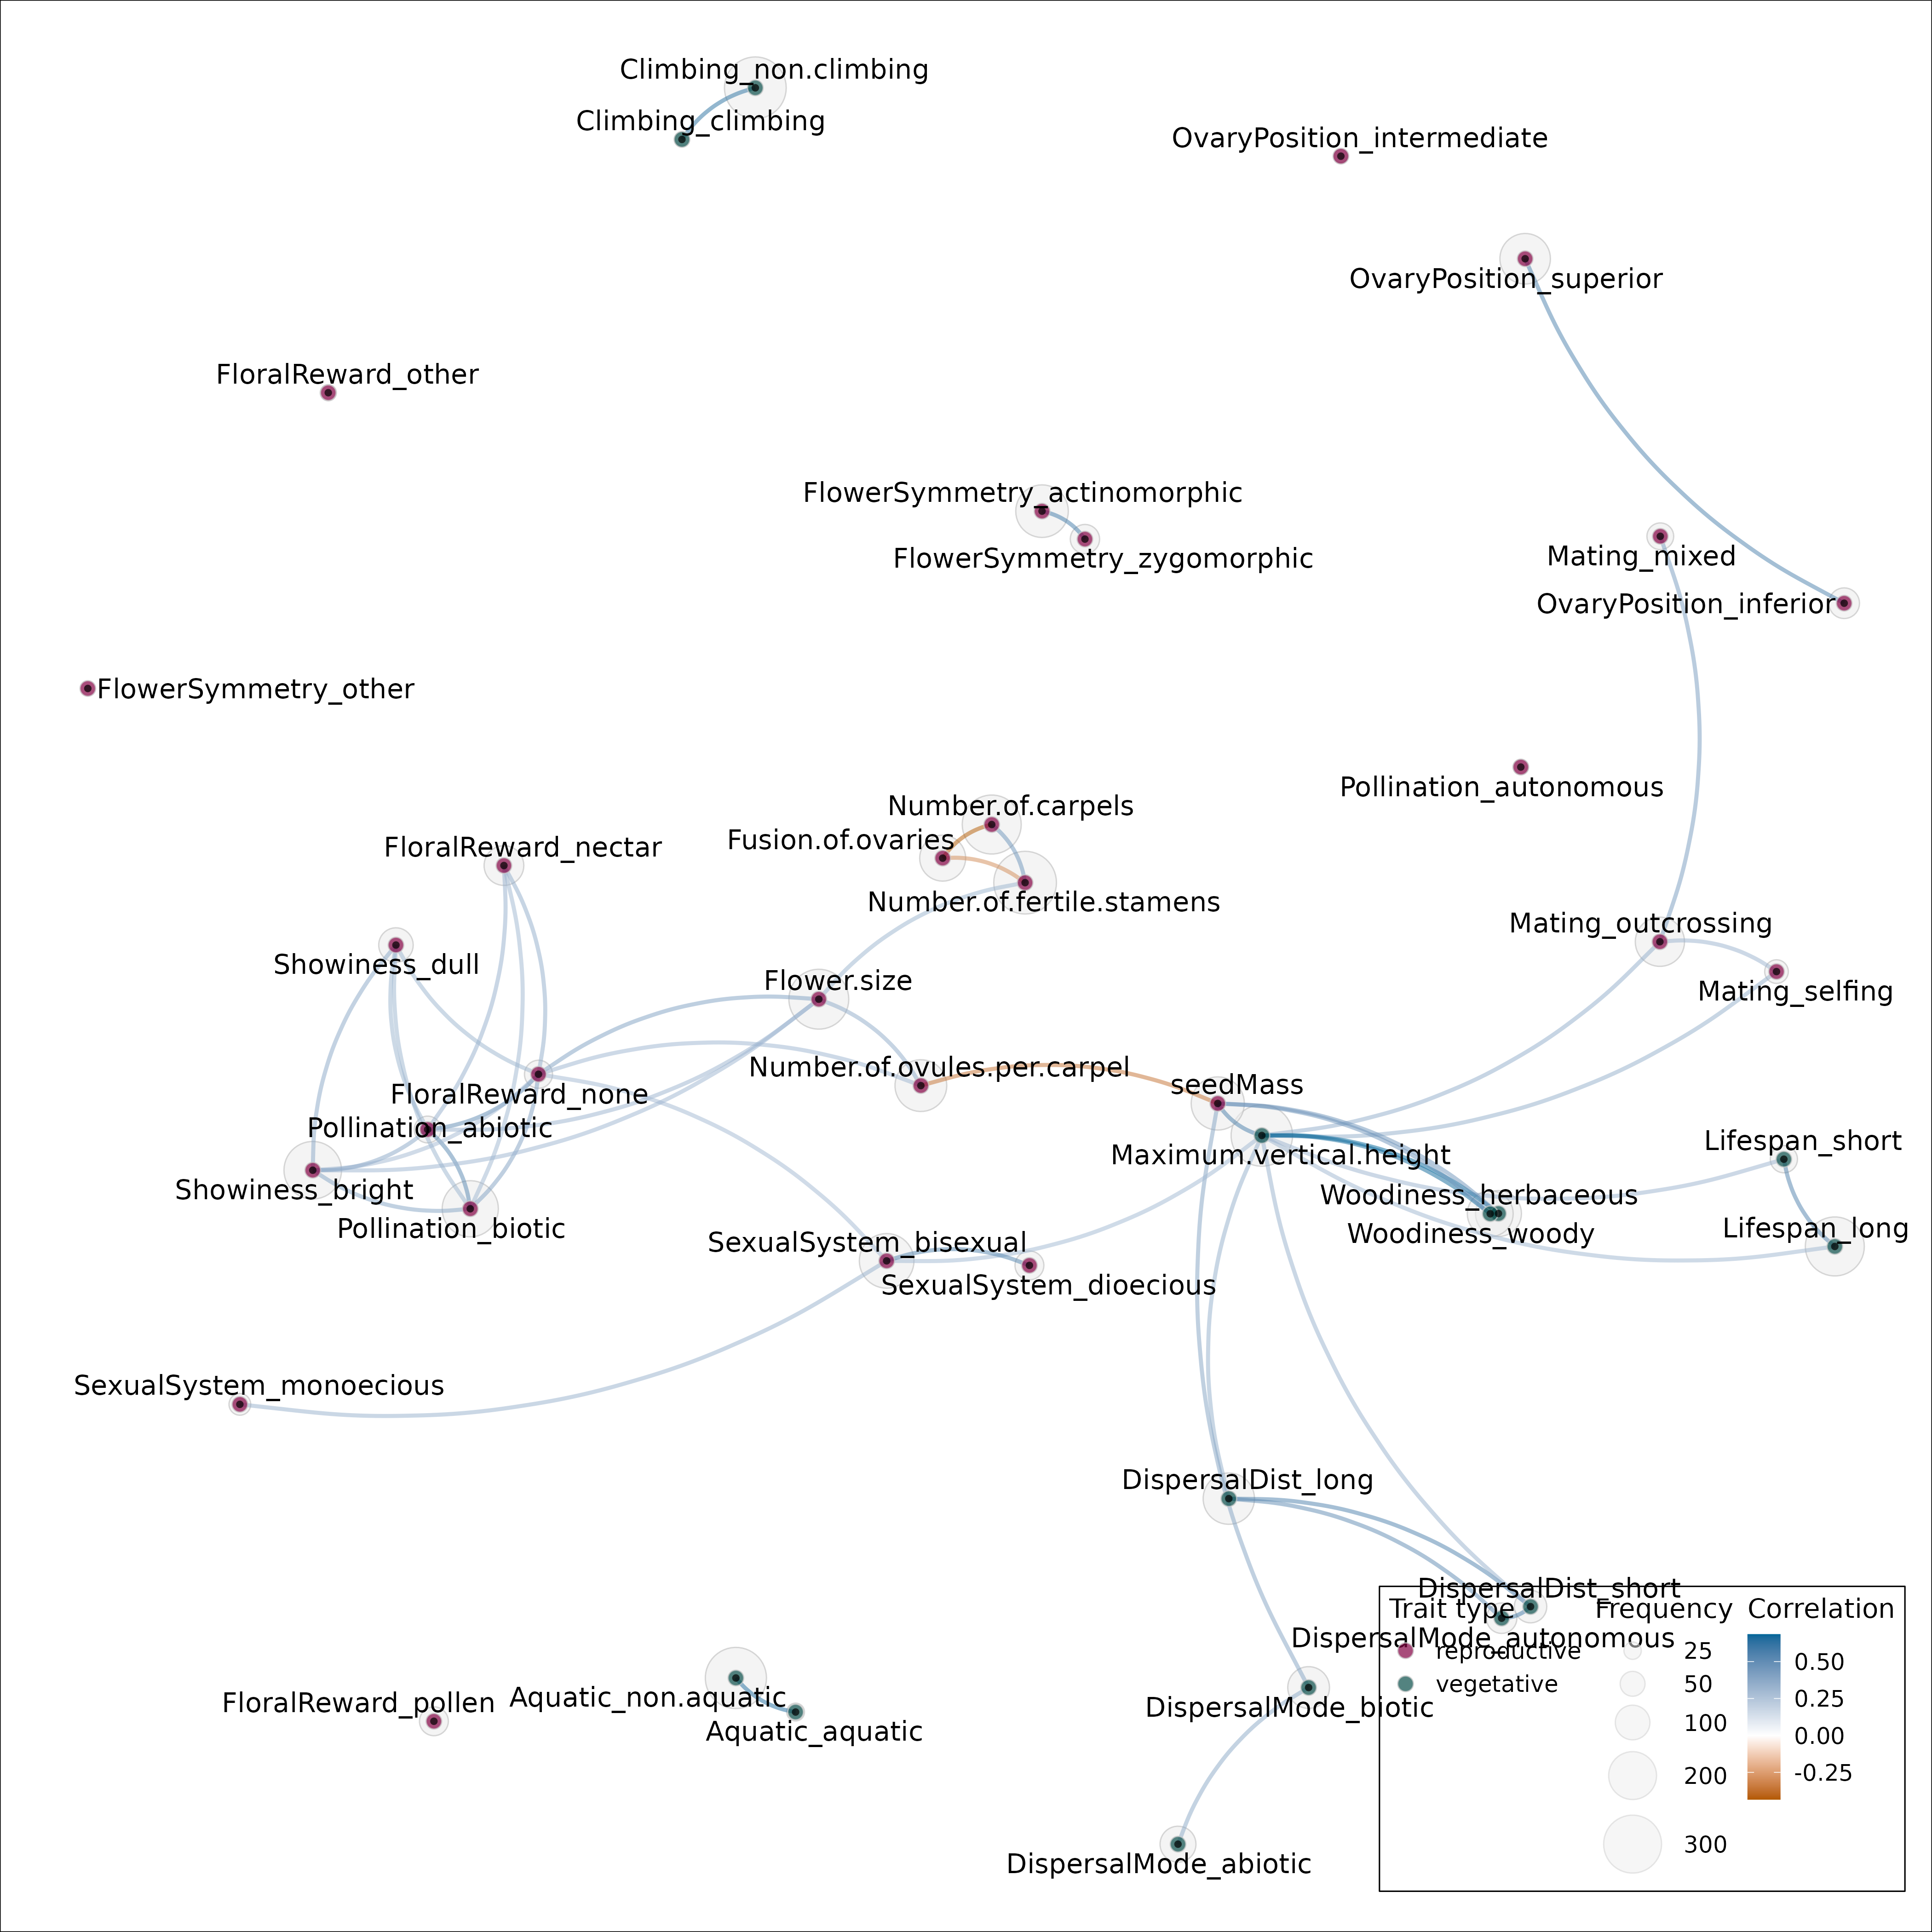 Climbing_non.climbing
Climbing_climbing
OvaryPosition_intermediate
OvaryPosition_superior
FloralReward_other
FlowerSymmetry_actinomorphic
FlowerSymmetry_zygomorphic
Mating_mixed
OvaryPosition_inferior
FlowerSymmetry_other
Pollination_autonomous
Number.of.carpels
Fusion.of.ovaries
FloralReward_nectar
Number.of.fertile.stamens
Mating_outcrossing
Showiness_dull
Flower.size
Mating_selfing
Number.of.ovules.per.carpel
seedMass
FloralReward_none
Pollination_abiotic
Lifespan_short
Maximum.vertical.height
Showiness_bright
Woodiness_herbaceous
Pollination_biotic
Lifespan_long
Woodiness_woody
SexualSystem_bisexual
SexualSystem_dioecious
SexualSystem_monoecious
DispersalDist_long
DispersalDist_short
DispersalMode_autonomous
FloralReward_pollen
Aquatic_non.aquatic
DispersalMode_biotic
Aquatic_aquatic
DispersalMode_abiotic
Trait type
reproductive
vegetative
Frequency
25
50
100
200
300
Correlation
0.50
0.25
0.00
-0.25